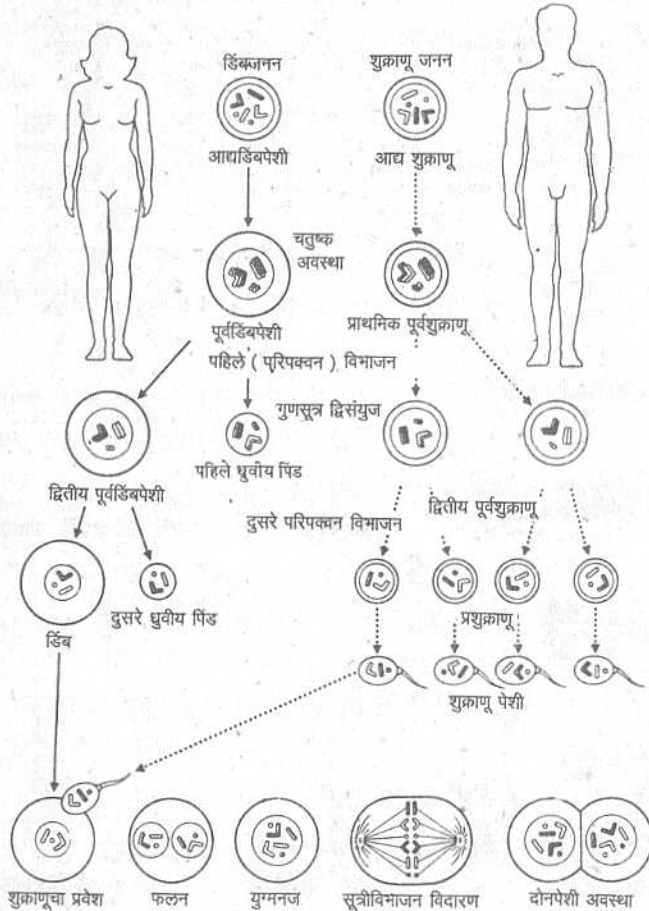 डिंबजनन
शुक्राणू जनन
आद्यडिंबपेशी
आद्य शुक्राणू
चतुष्क
अवस्था
पूर्वडिंबपेशी
प्राथमिक पूर्वशुक्राणू
पहिले ( परिपक्वन ) विभाजन
गुणसूत्र द्विसंयुज
पहिले ध्रुवीय पिंड
द्वितीय पूर्वडिंबपेशी
दुसरे परिपक्वन विभाजन
द्वितीय पूर्वशुक्राणू
दुसरे ध्रुवीय पिंड
डिंब
प्रशुक्राणू
शुक्राणू पेशी
शुक्राणूचा प्रवेश
फलन
युग्मनज
सूत्रीविभाजन विदारण
दोनपेशी अवस्था